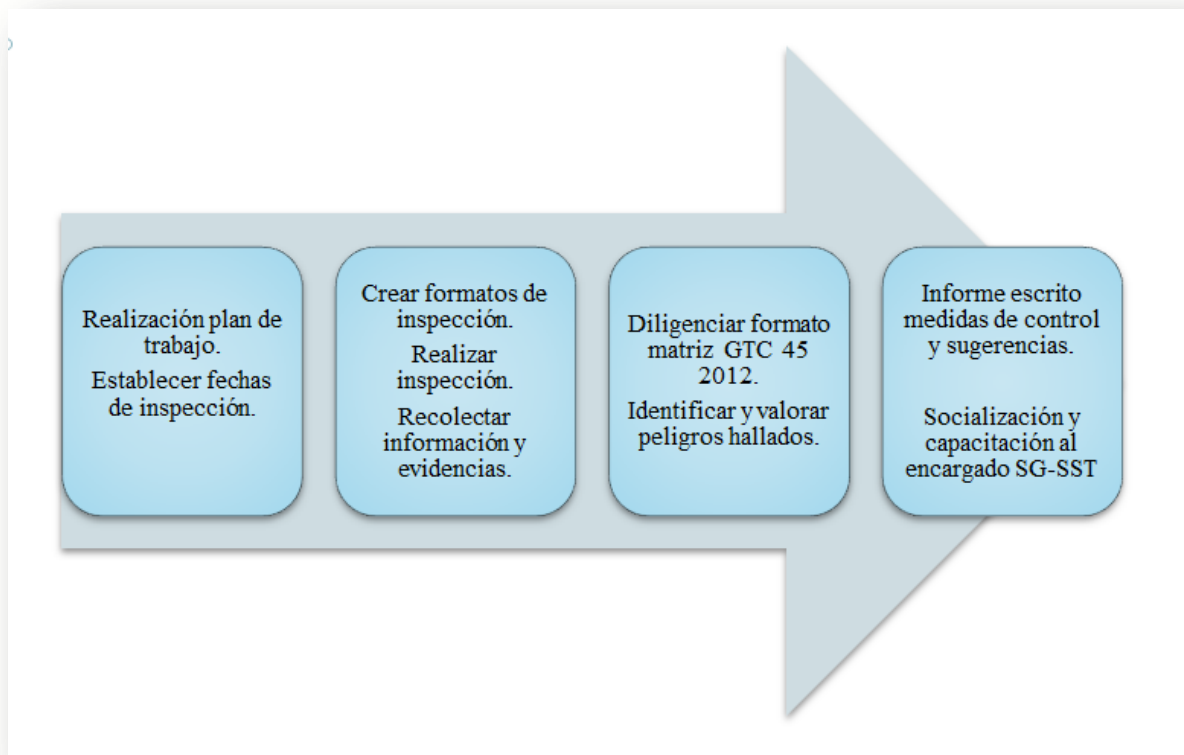 Realización plan de
trabajo.
Establecer fechas
de inspección.
Crear formatos de
inspección.
Realizar
inspección.
Recolectar
información y
evidencias.
Diligenciar formato
matriz GTC 45
2012.
Identificar y valorar
peligros hallados.
Informe escrito
medidas de control
y sugerencias.
Socialización y
capacitación al
encargado SG-SST